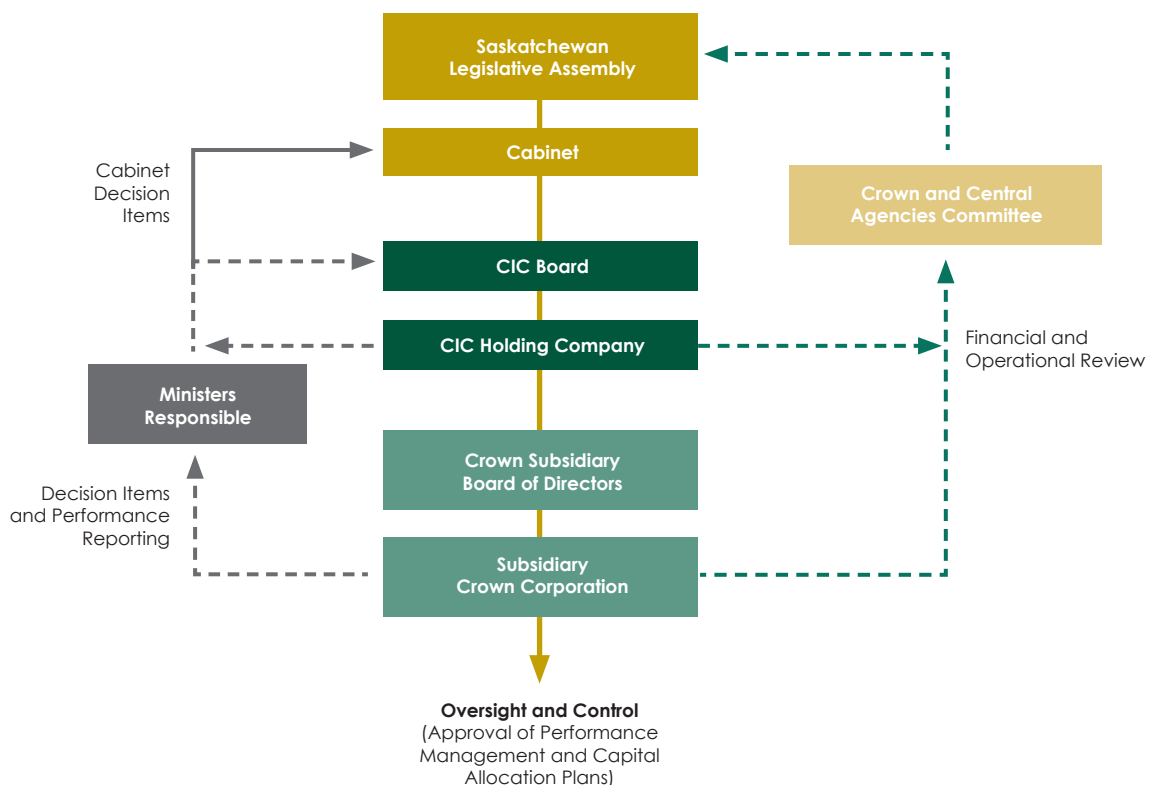 Saskatchewan
Legislative Assembly
Cabinet
Cabinet
Decision
Items
Crown and Central
Agencies Committee
CIC Board
CIC Holding Company
Financial and
Operational Review
Ministers
Responsible
Crown Subsidiary
Board of Directors
Decision Items
and Performance
Reporting
Subsidiary
Crown Corporation
Oversight and Control
(Approval of Performance
Management and Capital
Allocation Plans)